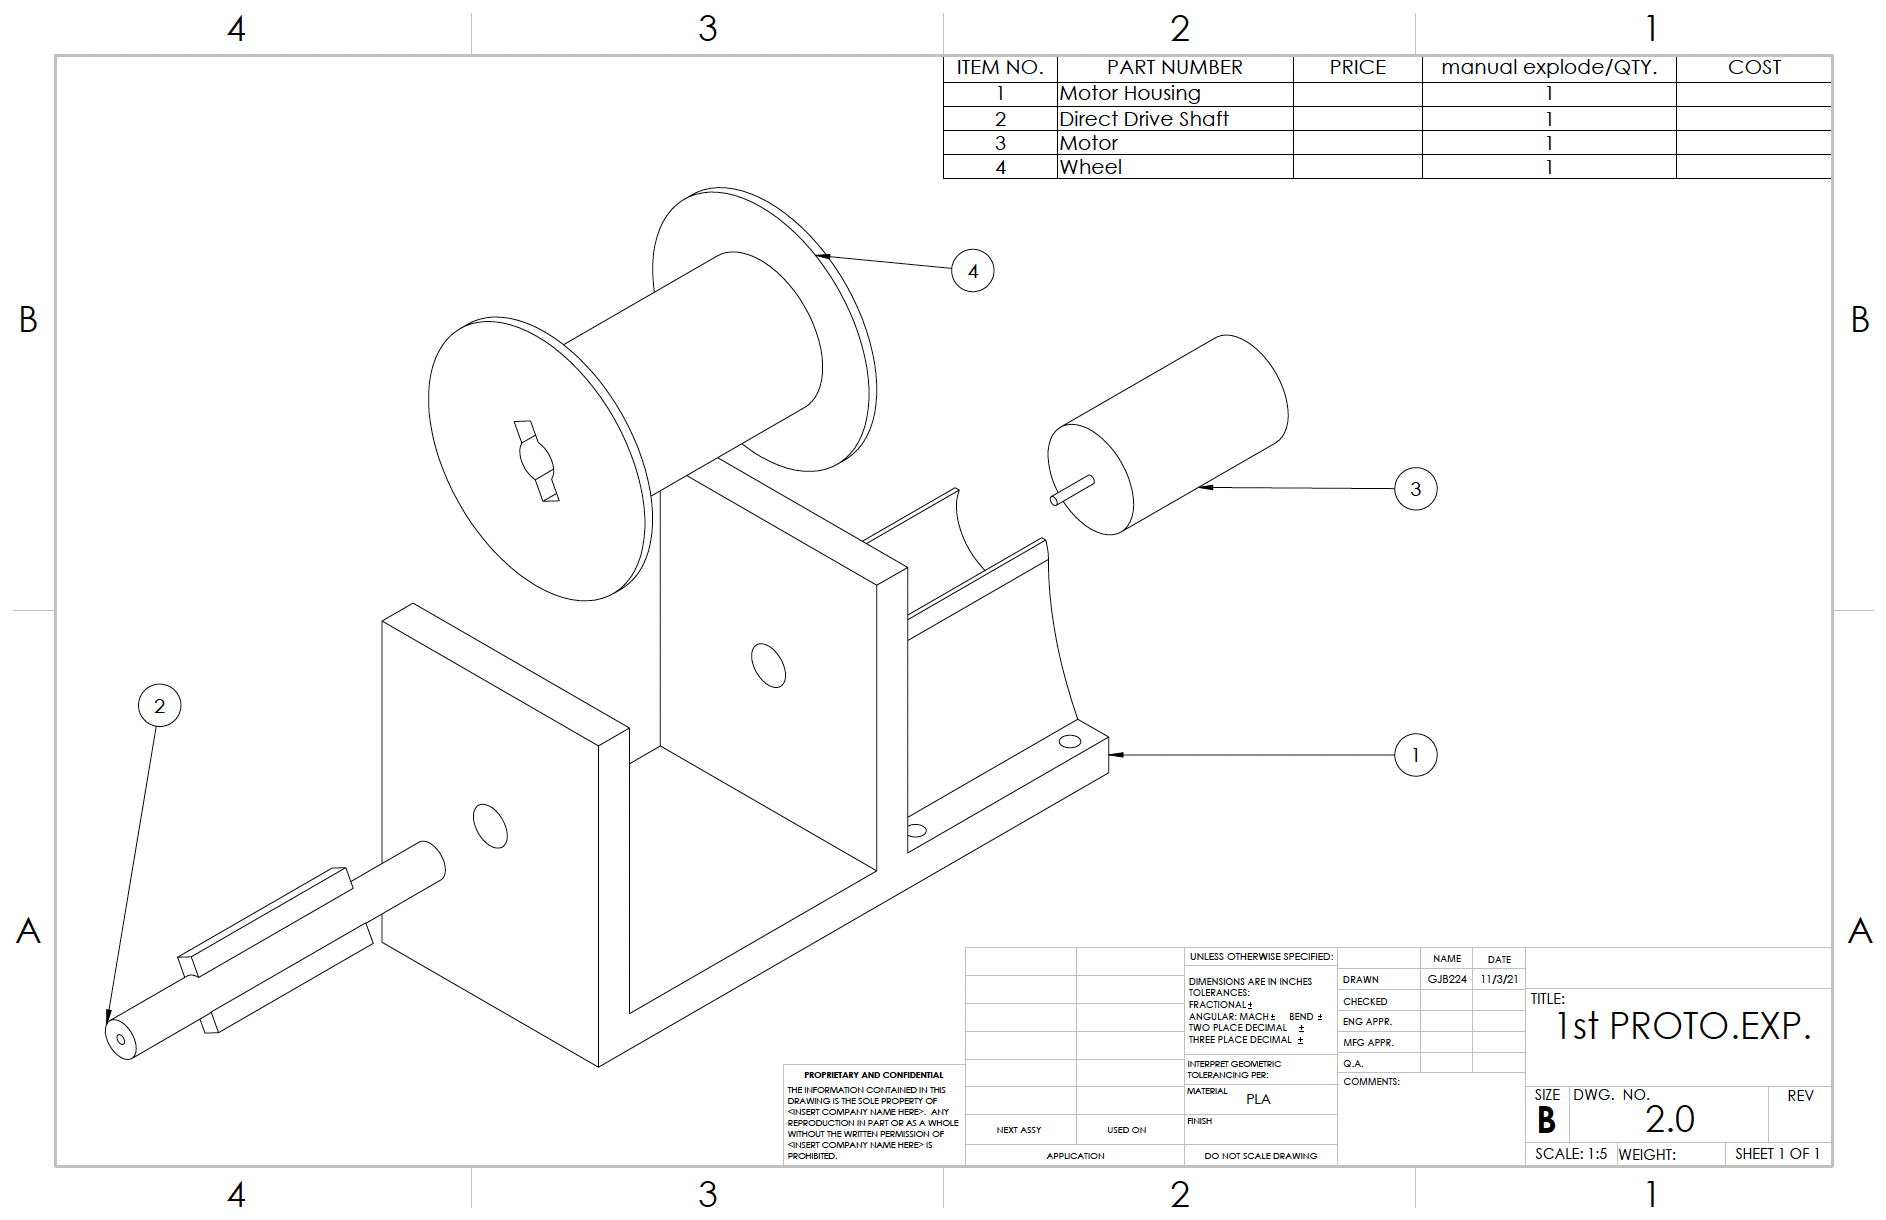 4 3 2 1
ITEM NO. PART NUMBER PRICE manual explode/QTY. COST
1 Motor Housing 1
2 Direct Drive Shaft 1
3 Motor 1
4 Wheel 1
4
B B
3
2
1
A A
UNLESS OTHERWISE SPECIFIED:
DIMENSIONS ARE IN INCHES
TOLERANCES:
FRACTIONAL±
ANGULAR: MACH± BEND ±
TWO PLACE DECIMAL ±
THREE PLACE DECIMAL ±
INTERPRET GEOMETRIC
TOLERANCING PER:
MATERIAL
PLA
FINISH
DO NOT SCALE DRAWING
NAME DATE
DRAWN GJB224 11/3/21
CHECKED
ENG APPR.
MFG APPR.
Q.A.
COMMENTS:
TITLE:
1st PROTO.EXP.
SIZE DWG. NO. REV
B 2.0
SCALE: 1:5 WEIGHT: SHEET 1 OF 1
PROPRIETARY AND CONFIDENTIAL
THE INFORMATION CONTAINED IN THIS
DRAWING IS THE SOLE PROPERTY OF
<INSERT COMPANY NAME HERE>. ANY
REPRODUCTION IN PART OR AS A WHOLE
WITHOUT THE WRITTEN PERMISSION OF
<INSERT COMPANY NAME HERE> IS
PROHIBITED.
NEXT ASSY USED ON
APPLICATION
4 3 2 1